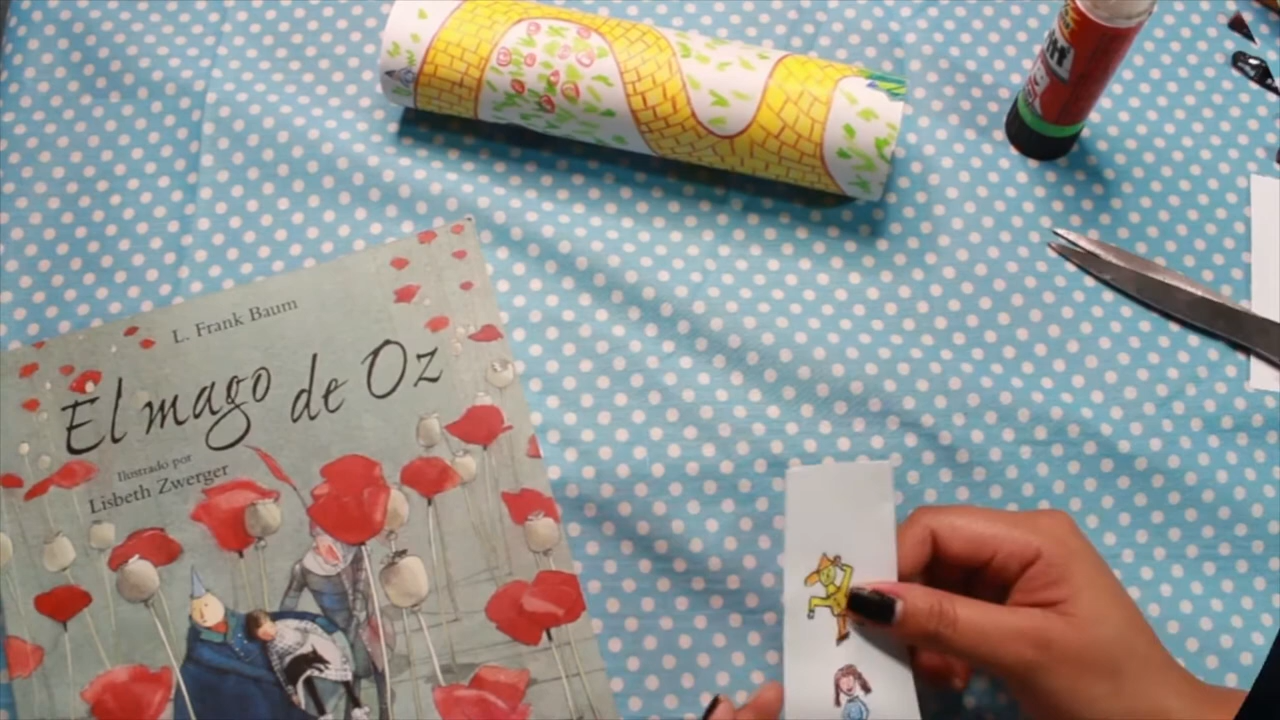 L. Frank Baum
El mago de Oz
Ilustrado por
Lisbeth Zwerger